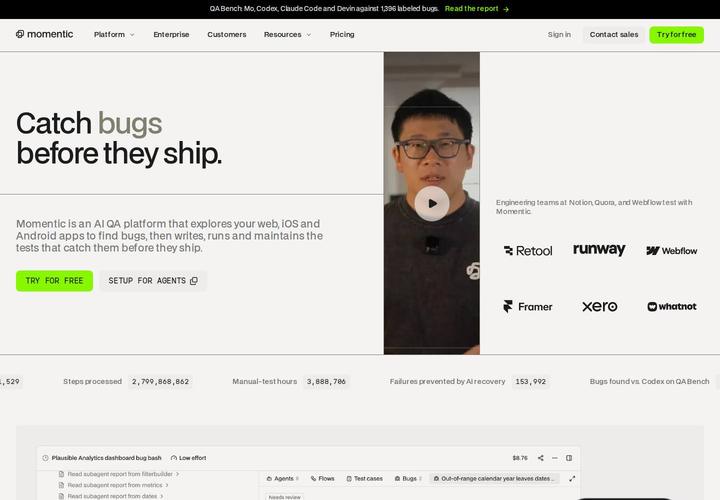 QA Bench: Mo, Codex, Claude Code and Devin against 1,396 labeled bugs. Read the report →
momentic Platform Enterprise Customers Resources Pricing Sign in Contact sales Try for free
Catch bugs
before they ship.
Momentic is an AI QA platform that explores your web, iOS and
Android apps to find bugs, then writes, runs and maintains the
tests that catch them before they ship.
TRY FOR FREE SETUP FOR AGENTS
Engineering teams at Notion, Quora, and Webflow test with
Momentic.
Retool runway Webflow
Framer xero whatnot
,529 Steps processed 2,799,868,862 Manual-test hours 3,888,706 Failures prevented by AI recovery 153,992 Bugs found vs. Codex on QA Bench
Plausible Analytics dashboard bug bash Low effort $8.76
Read subagent report from filterbuilder >
Read subagent report from metrics >
Read subagent report from dates >
Agents Flows Test cases Bugs Out-of-range calendar year leaves dates ...
Needs review